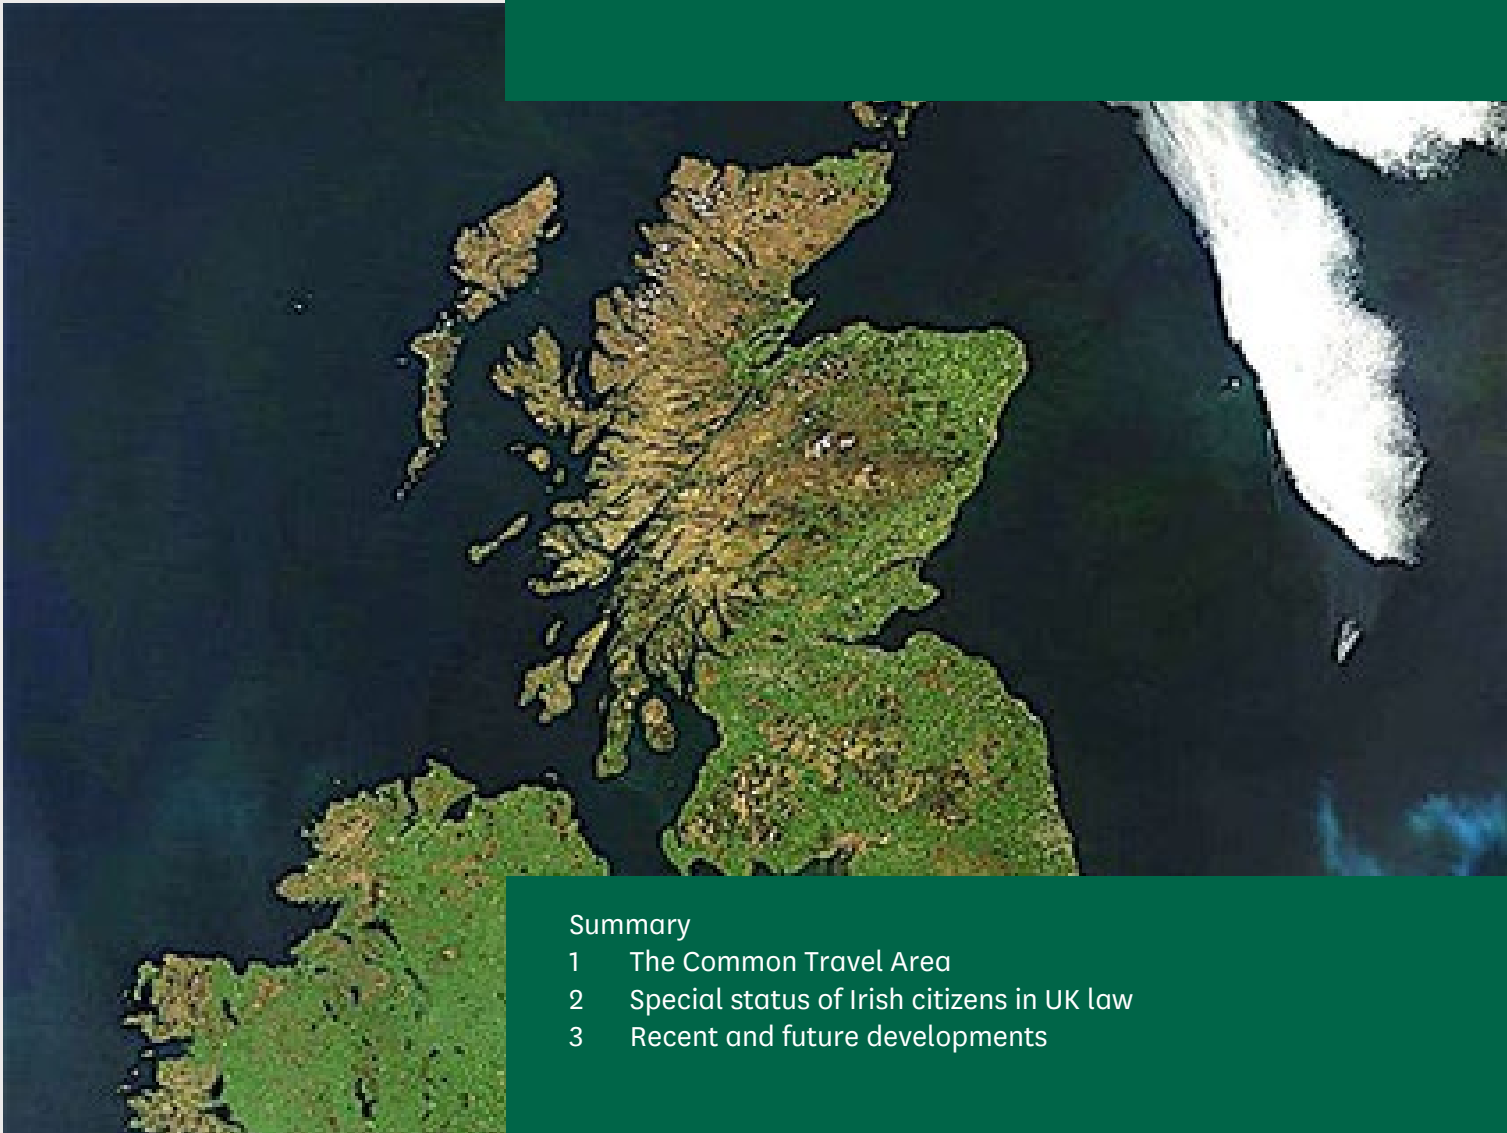 Summary
1 The Common Travel Area
2 Special status of Irish citizens in UK law
3 Recent and future developments